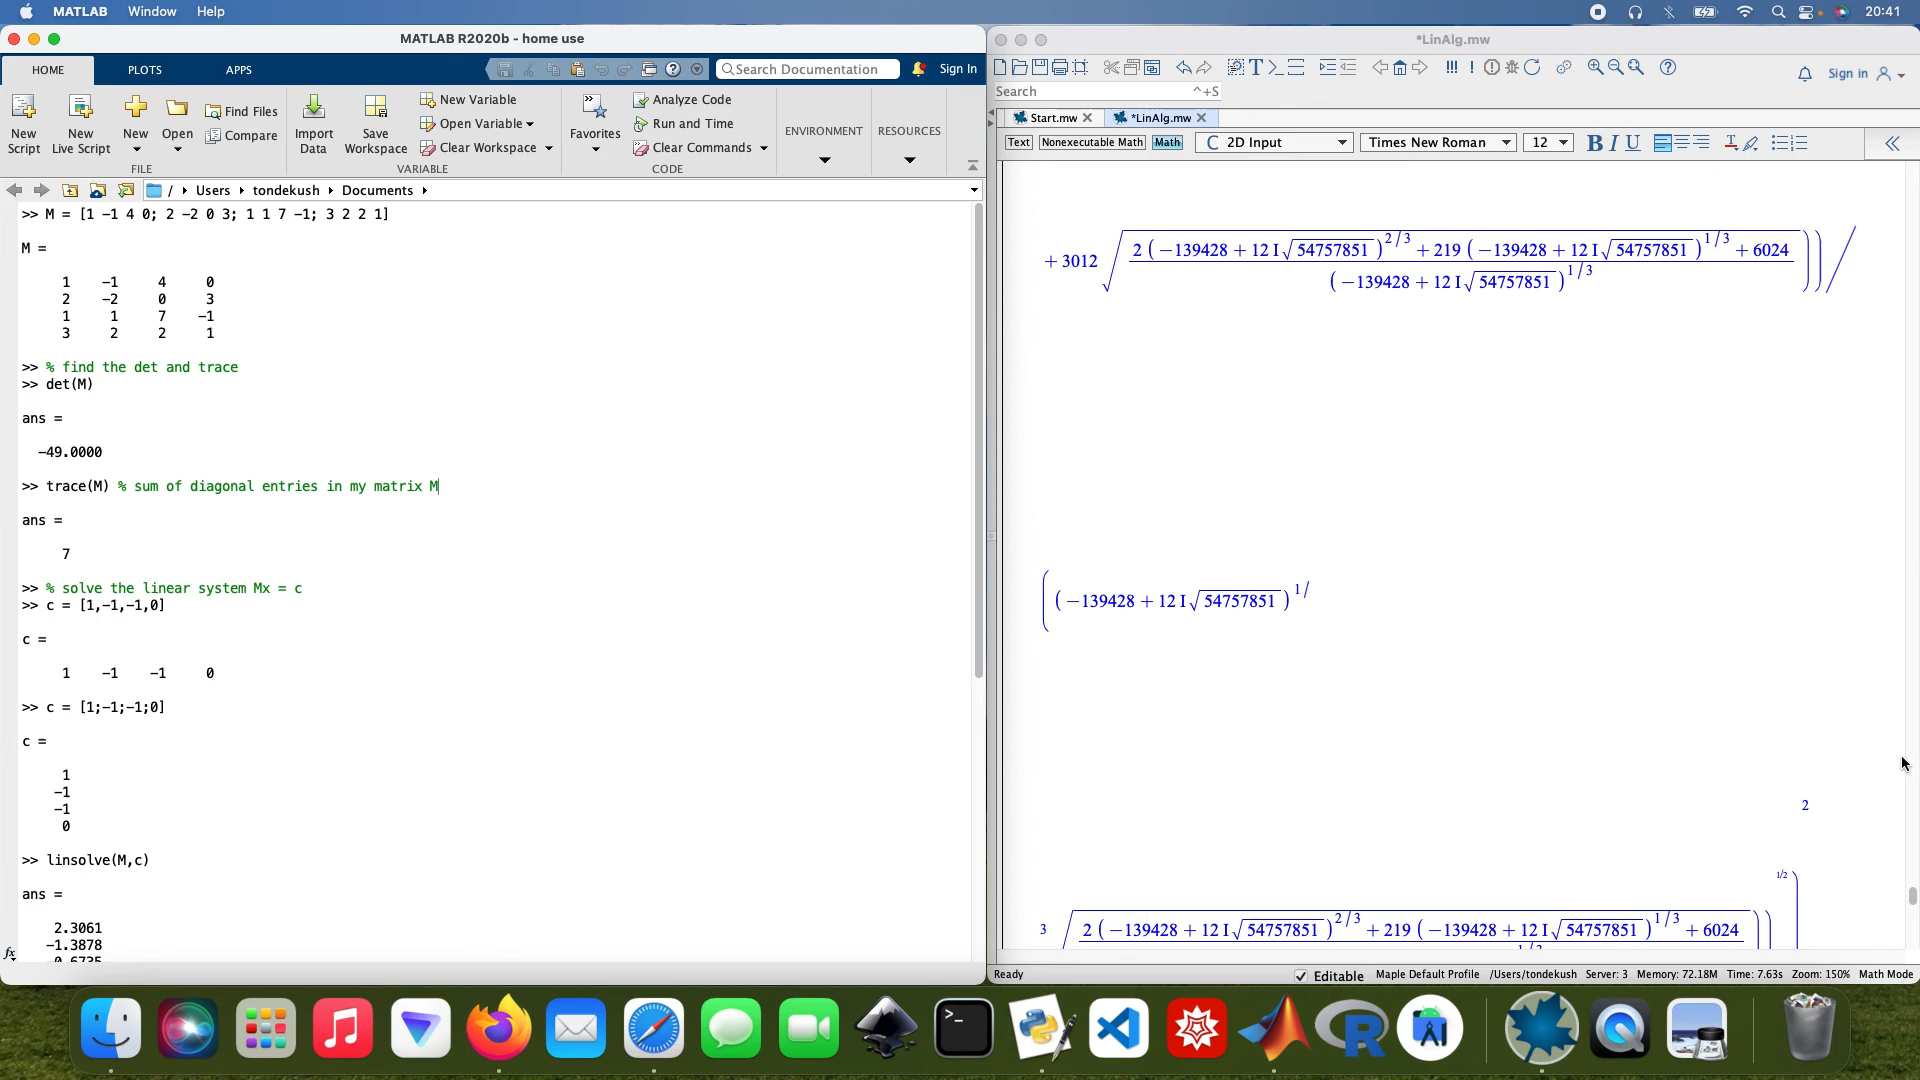 MATLAB Window Help 20:41
MATLAB R2020b - home use
HOME PLOTS APPS Search Documentation Sign In
New Script
New Live Script
New
Open
Find Files
Compare
FILE
Import Data
Save Workspace
New Variable
Open Variable
Clear Workspace
VARIABLE
Favorites
Analyze Code
Run and Time
Clear Commands
CODE
ENVIRONMENT
RESOURCES
/ Users tondekush Documents
>> M = [1 -1 4 0; 2 -2 0 3; 1 1 7 -1; 3 2 2 1]
M =
1 -1 4 0
2 -2 0 3
1 1 7 -1
3 2 2 1
>> % find the det and trace
>> det(M)
ans =
-49.0000
>> trace(M) % sum of diagonal entries in my matrix M
ans =
7
>> % solve the linear system Mx = c
>> c = [1,-1,-1,0]
c =
1 -1 -1 0
>> c = [1;-1;-1;0]
c =
1
-1
-1
0
>> linsolve(M,c)
ans =
2.3061
-1.3878
fx
*LinAlg.mw
Sign in
Search ^+S
Start.mw *LinAlg.mw
Text Nonexecutable Math Math C 2D Input Times New Roman 12 B I U
+ 3012 √ 2 ( −139428 + 12 I √54757851 )^2/3 + 219 ( −139428 + 12 I √54757851 )^1/3 + 6024
( −139428 + 12 I √54757851 )^1/3
( ( −139428 + 12 I √54757851 )^1/
2
1/2
3 √ 2 ( −139428 + 12 I √54757851 )^2/3 + 219 ( −139428 + 12 I √54757851 )^1/3 + 6024
Ready Editable Maple Default Profile /Users/tondekush Server: 3 Memory: 72.18M Time: 7.63s Zoom: 150% Math Mode